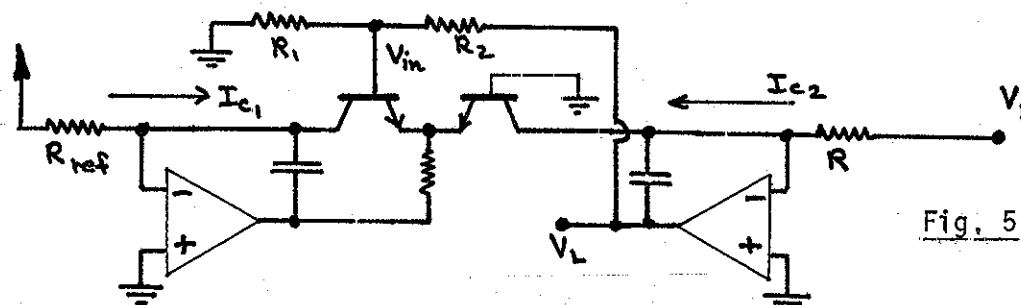 R1
R2
Vin
Ic1
Ic2
Rref
R
−
+
−
+
VL
Fig. 5